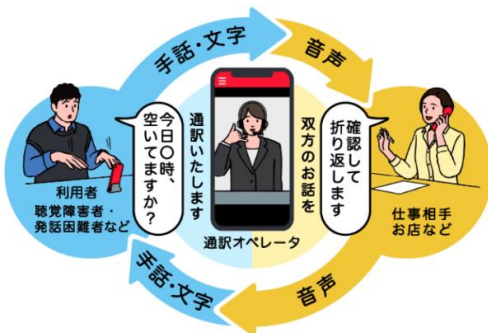 手話・文字
音声
今日〇時、
空いてますか？
通訳いたします
双方のお話を
確認して
折り返します
利用者
聴覚障害者・
発話困難者など
通訳オペレータ
仕事相手
お店など
手話・文字
音声